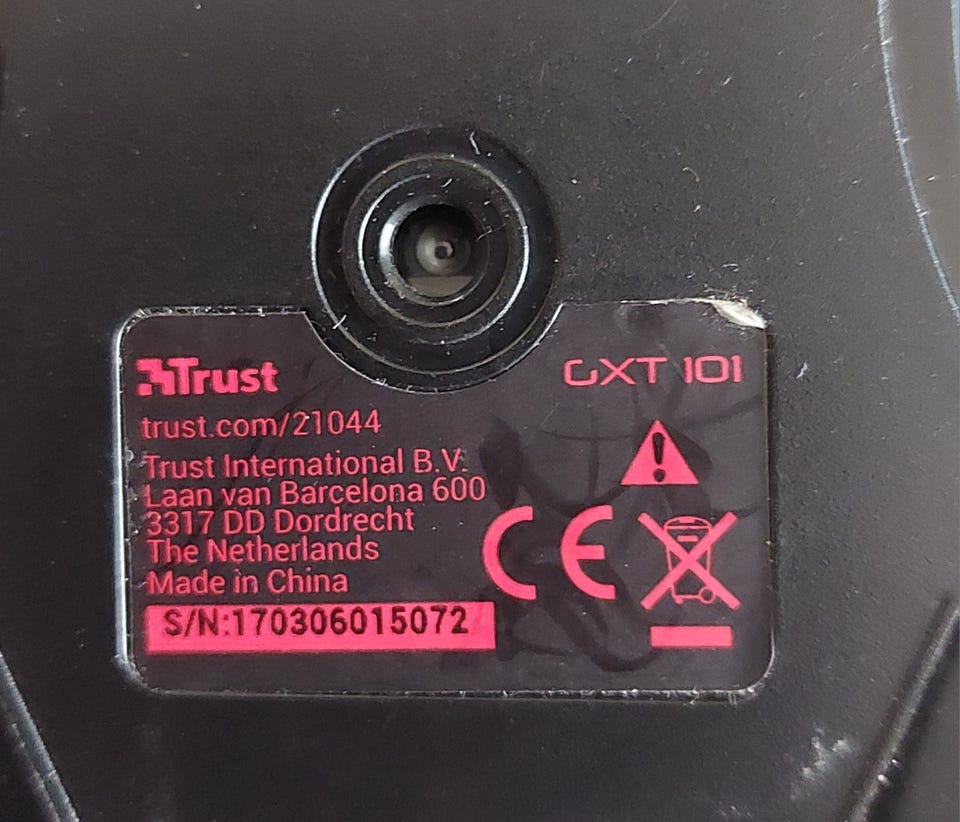 Trust
GXT 101
trust.com/21044
Trust International B.V.
Laan van Barcelona 600
3317 DD Dordrecht
The Netherlands
Made in China
CE
S/N:170306015072